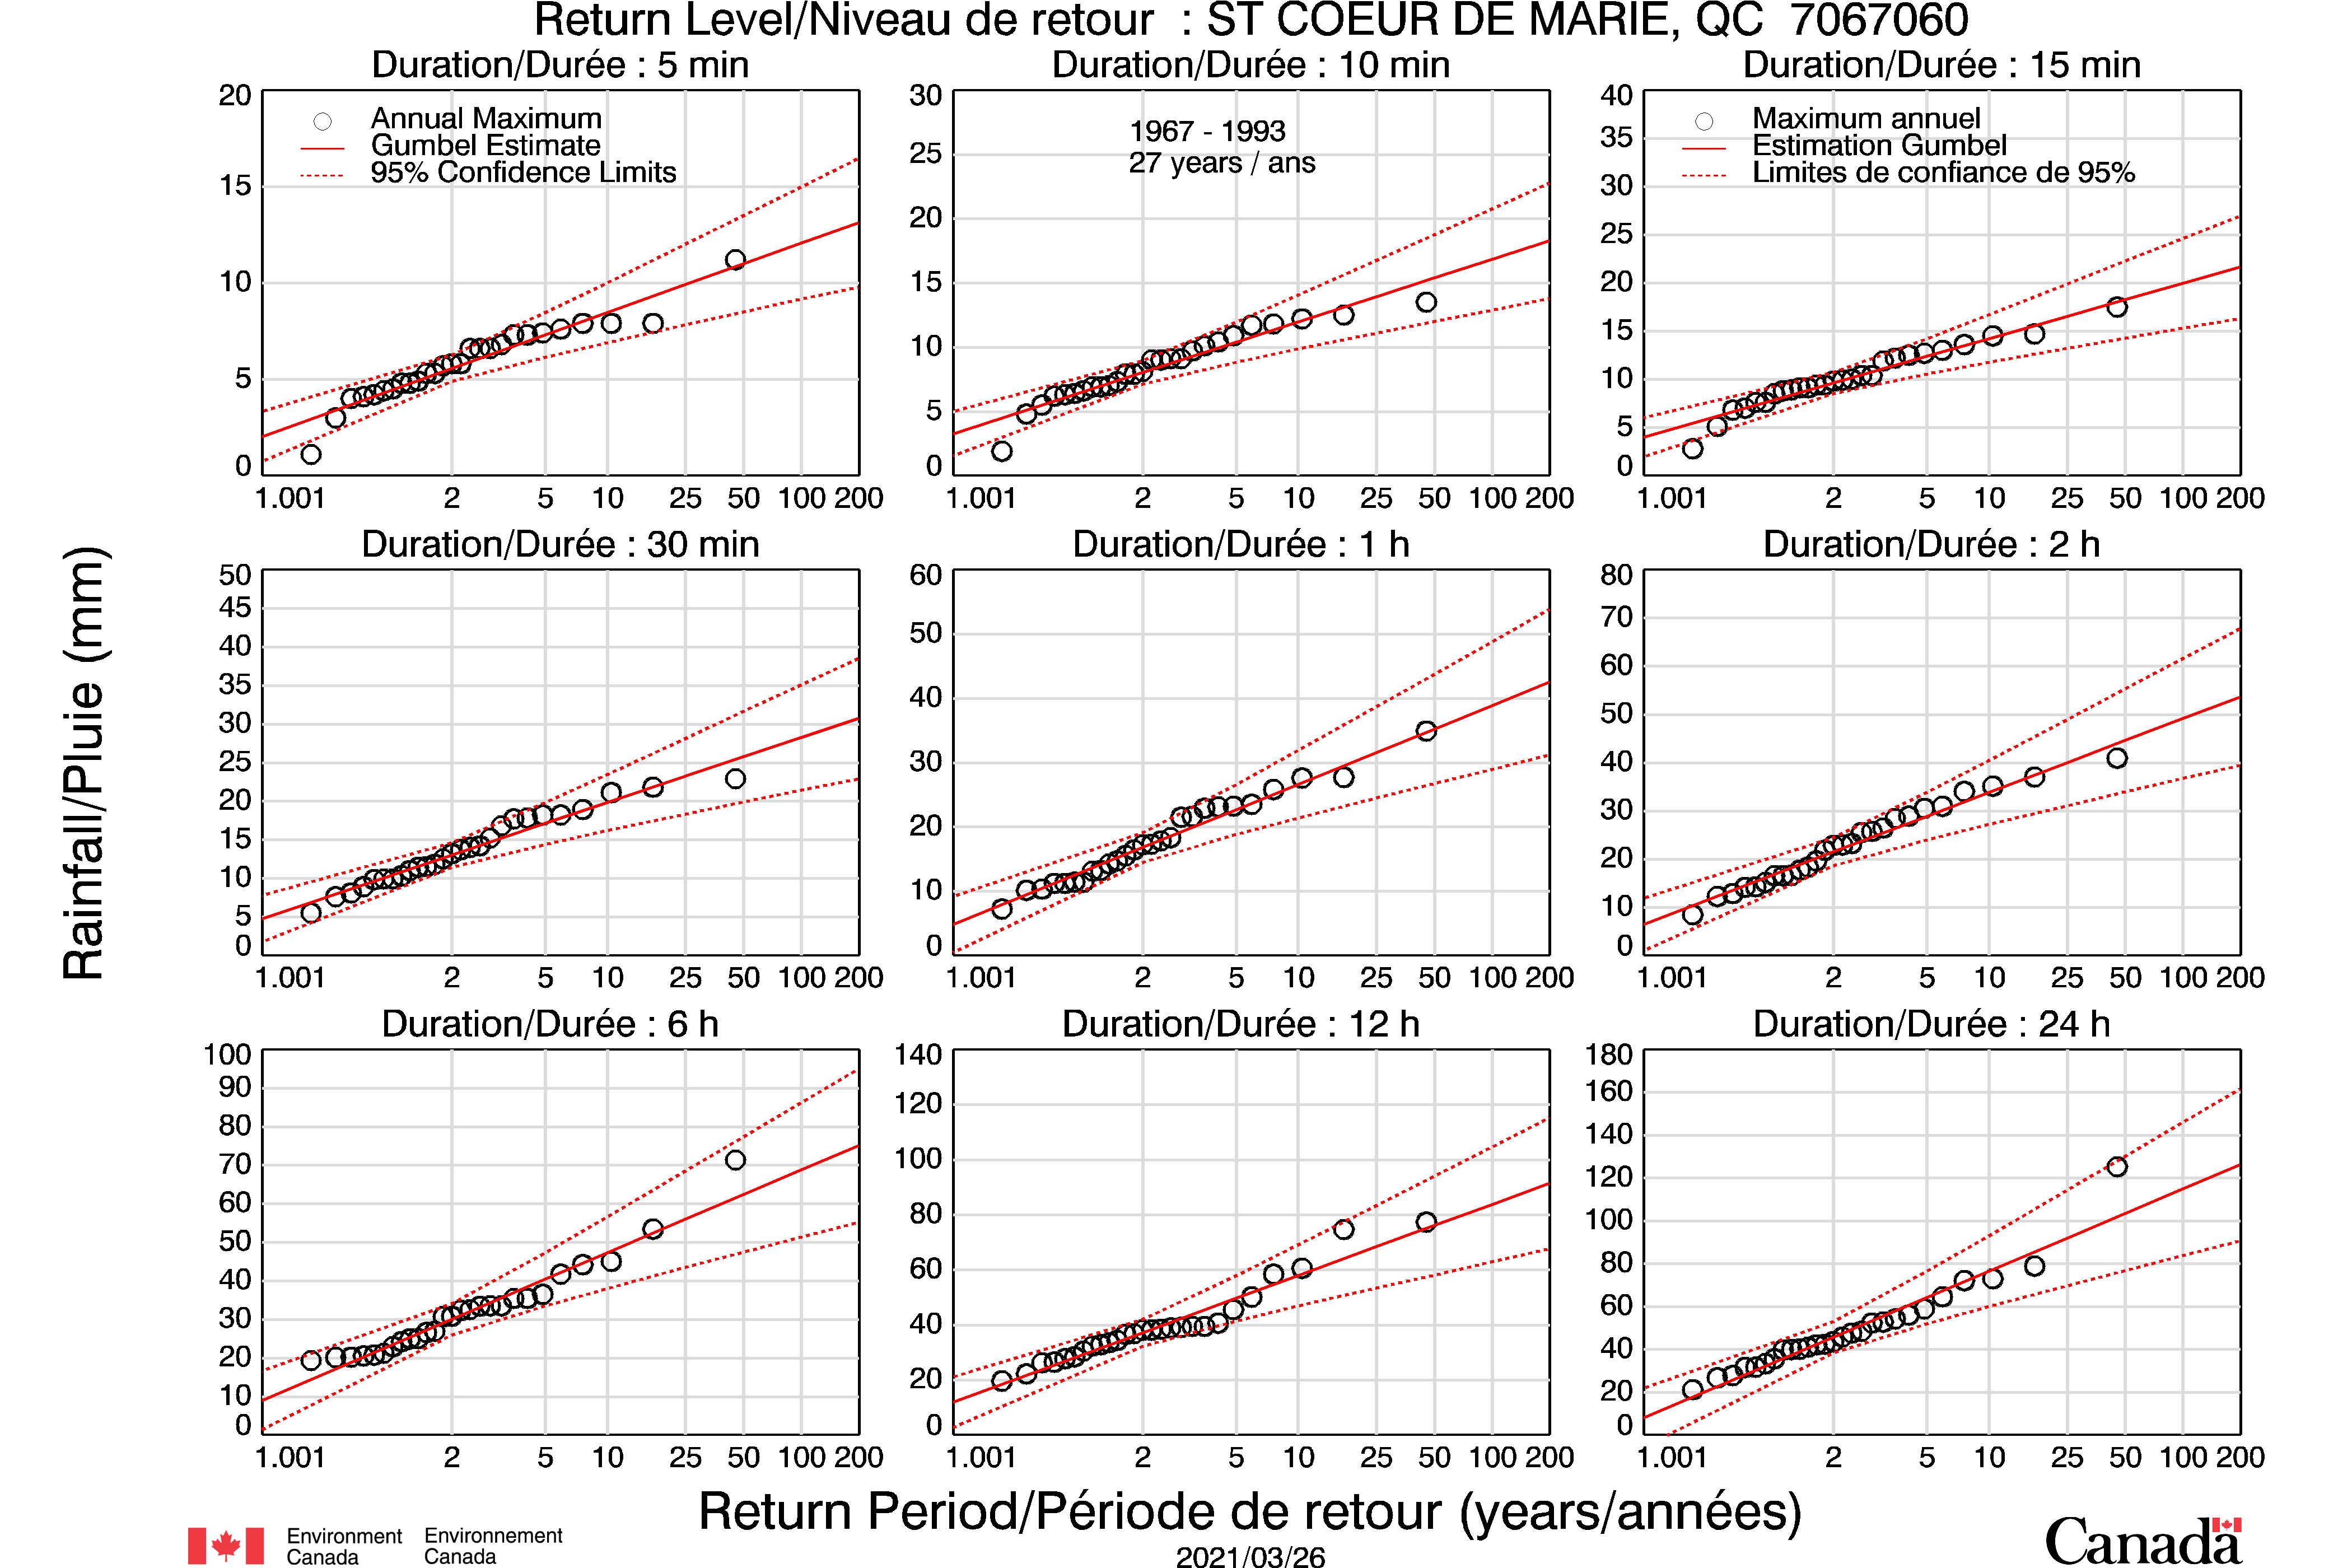 Return Level/Niveau de retour : ST COEUR DE MARIE, QC 7067060
Duration/Durée : 5 min
20
15
10
5
0
Annual Maximum
Gumbel Estimate
95% Confidence Limits
1.001 2 5 10 25 50 100 200
Duration/Durée : 10 min
30
25
20
15
10
5
0
1967 - 1993
27 years / ans
1.001 2 5 10 25 50 100 200
Duration/Durée : 15 min
40
35
30
25
20
15
10
5
0
Maximum annuel
Estimation Gumbel
Limites de confiance de 95%
1.001 2 5 10 25 50 100 200
Rainfall/Pluie (mm)
Duration/Durée : 30 min
50
45
40
35
30
25
20
15
10
5
0
1.001 2 5 10 25 50 100 200
Duration/Durée : 1 h
60
50
40
30
20
10
0
1.001 2 5 10 25 50 100 200
Duration/Durée : 2 h
80
70
60
50
40
30
20
10
0
1.001 2 5 10 25 50 100 200
Duration/Durée : 6 h
100
90
80
70
60
50
40
30
20
10
0
1.001 2 5 10 25 50 100 200
Duration/Durée : 12 h
140
120
100
80
60
40
20
0
1.001 2 5 10 25 50 100 200
Duration/Durée : 24 h
180
160
140
120
100
80
60
40
20
0
1.001 2 5 10 25 50 100 200
Return Period/Période de retour (years/années)
Environment Canada
Environnement Canada
2021/03/26
Canada